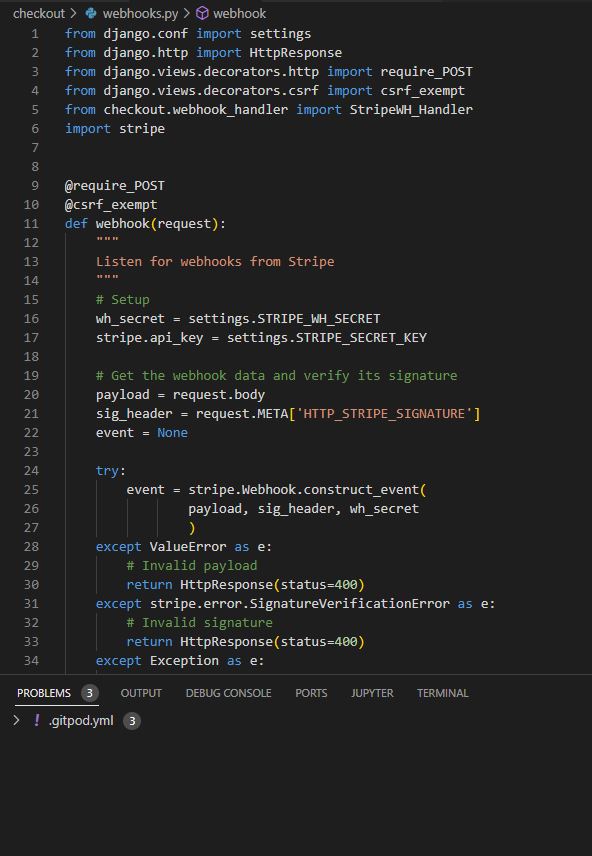 checkout > webhooks.py > webhook
1 from django.conf import settings
2 from django.http import HttpResponse
3 from django.views.decorators.http import require_POST
4 from django.views.decorators.csrf import csrf_exempt
5 from checkout.webhook_handler import StripeWH_Handler
6 import stripe
7
8
9 @require_POST
10 @csrf_exempt
11 def webhook(request):
12     """
13     Listen for webhooks from Stripe
14     """
15     # Setup
16     wh_secret = settings.STRIPE_WH_SECRET
17     stripe.api_key = settings.STRIPE_SECRET_KEY
18
19     # Get the webhook data and verify its signature
20     payload = request.body
21     sig_header = request.META['HTTP_STRIPE_SIGNATURE']
22     event = None
23
24     try:
25         event = stripe.Webhook.construct_event(
26                 payload, sig_header, wh_secret
27                 )
28     except ValueError as e:
29         # Invalid payload
30         return HttpResponse(status=400)
31     except stripe.error.SignatureVerificationError as e:
32         # Invalid signature
33         return HttpResponse(status=400)
34     except Exception as e:
PROBLEMS 3 OUTPUT DEBUG CONSOLE PORTS JUPYTER TERMINAL
> ! .gitpod.yml 3